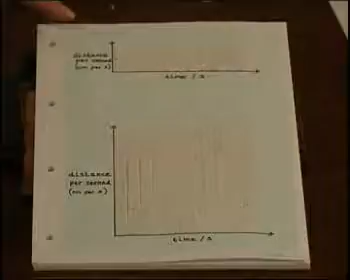 distance
per second
(cm per s)
time / s
distance
per second
(cm per s)
time / s